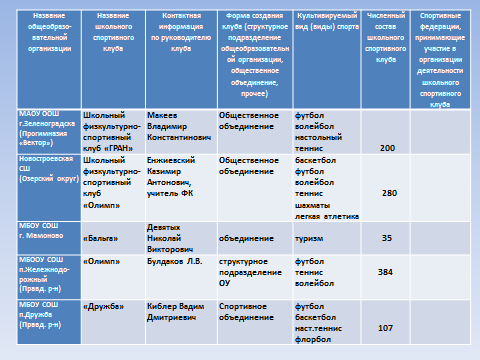 Название
общеобразо-
вательной
организации
Название
школьного
спортивного
клуба
Контактная
информация
по руководителю
клуба
Форма создания
клуба (структурное
подразделение
общеобразовательн
ой организации,
общественное
объединение,
прочее)
Культивируемый
вид (виды) спорта
Численный
состав
школьного
спортивного
клуба
Спортивные
федерации,
принимающие
участие в
организации
деятельности
школьного
спортивного
клуба
МАОУ ООШ
г.Зеленоградска
(Прогимназия
«Вектор»)
Школьный
физкультурно-
спортивный
клуб «ГРАН»
Макеев
Владимир
Константинович
Общественное
объединение
футбол
волейбол
настольный
теннис
200
Новостроевская
СШ
(Озерский округ)
Школьный
физкультурно-
спортивный
клуб
«Олимп»
Енжиевский
Казимир
Антонович,
учитель ФК
Общественное
объединение
баскетбол
футбол
волейбол
теннис
шахматы
легкая атлетика
280
МБОУ СОШ
г. Мамоново
«Бальга»
Девятых
Николай
Викторович
объединение
туризм
35
МБООУ СОШ
п.Железнодо-
рожный
(Правд. р-н)
«Олимп»
Булдаков Л.В.
структурное
подразделение
ОУ
футбол
теннис
волейбол
384
МБОУ СОШ
п.Дружба
(Правд. р-н)
«Дружба»
Киблер Вадим
Дмитриевич
Спортивное
объединение
футбол
баскетбол
наст.теннис
флорбол
107